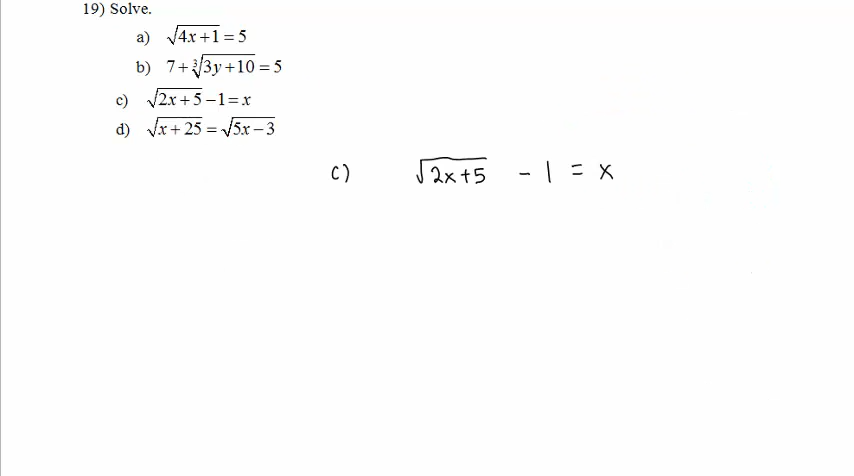 19) Solve.
a) √(4x+1) = 5
b) 7 + ∛(3y+10) = 5
c) √(2x+5) − 1 = x
d) √(x+25) = √(5x−3)
c) √(2x+5) − 1 = x